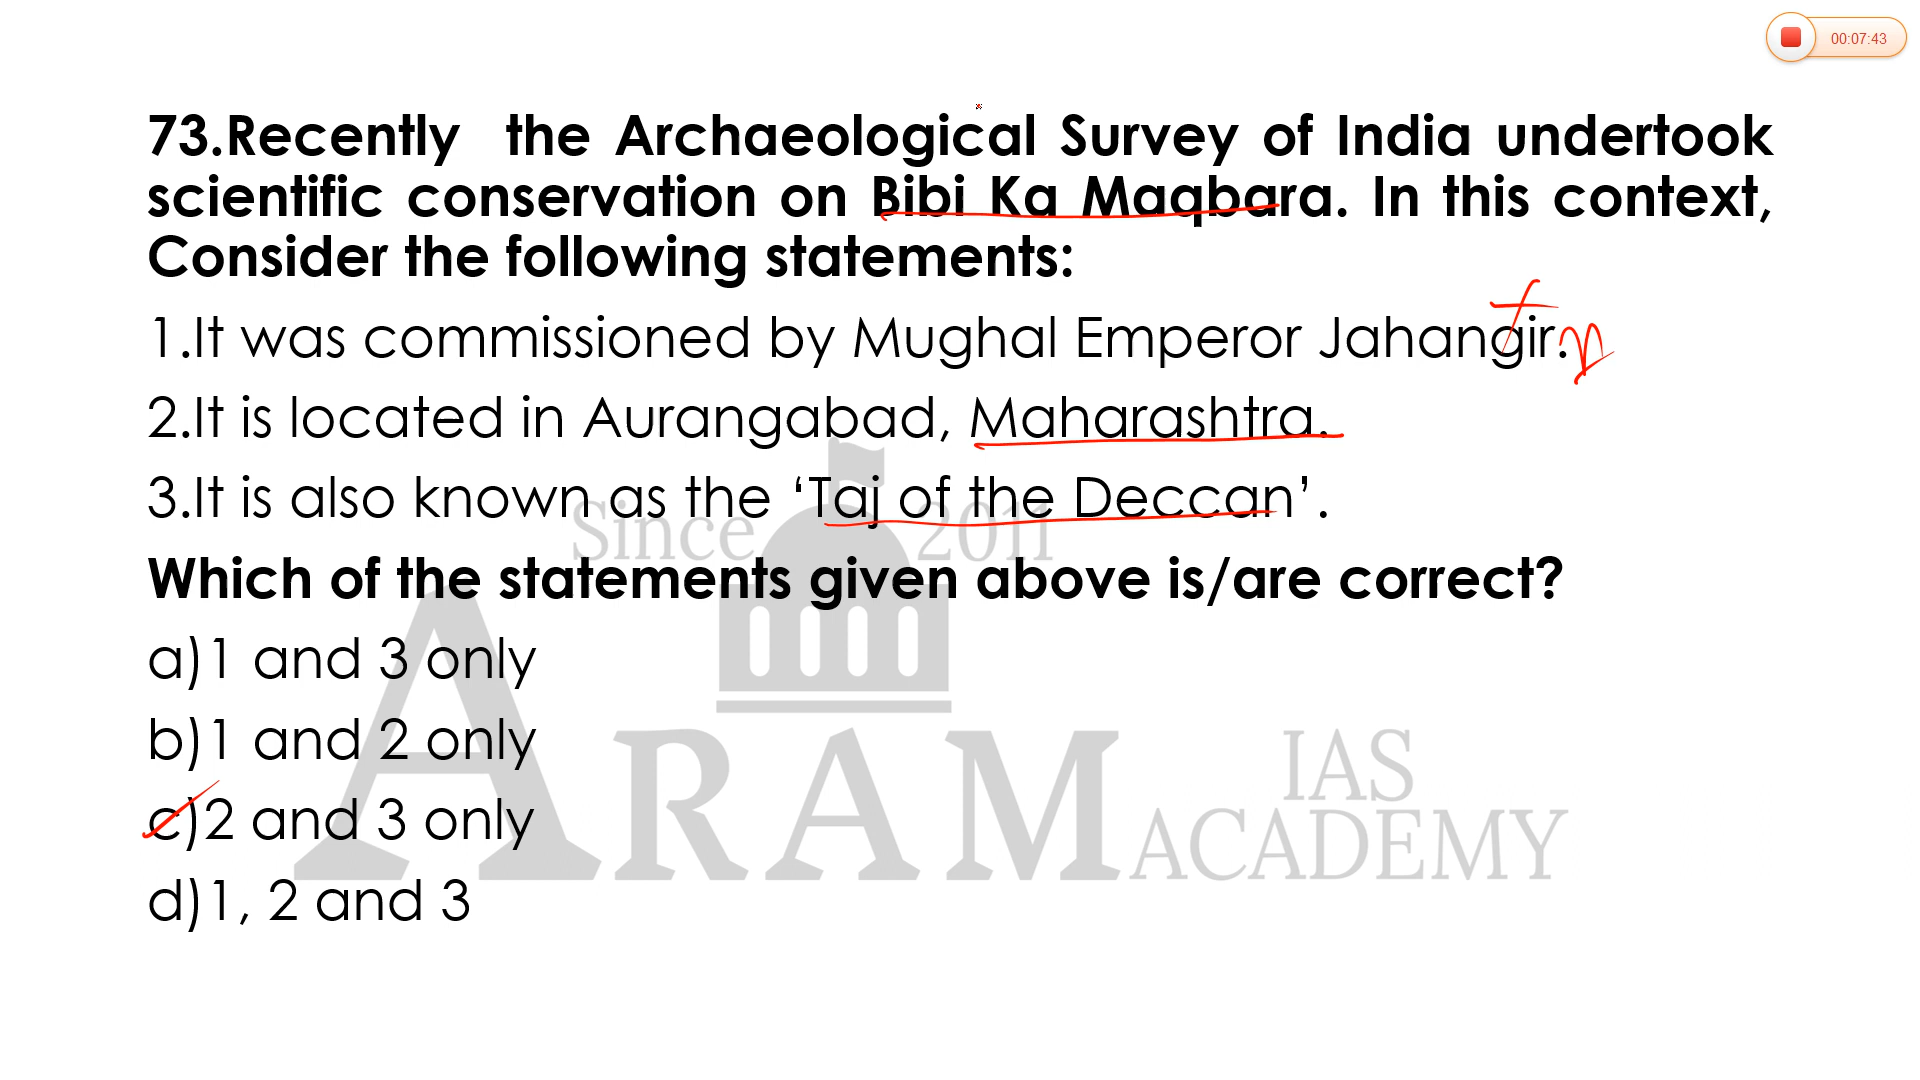 00:07:43
73.Recently the Archaeological Survey of India undertook
scientific conservation on Bibi Ka Maqbara. In this context,
Consider the following statements:
1.It was commissioned by Mughal Emperor Jahangir.
2.It is located in Aurangabad, Maharashtra.
3.It is also known as the ‘Taj of the Deccan’.
Since 2011
Which of the statements given above is/are correct?
a)1 and 3 only
b)1 and 2 only
c)2 and 3 only
d)1, 2 and 3
ARAM IAS ACADEMY